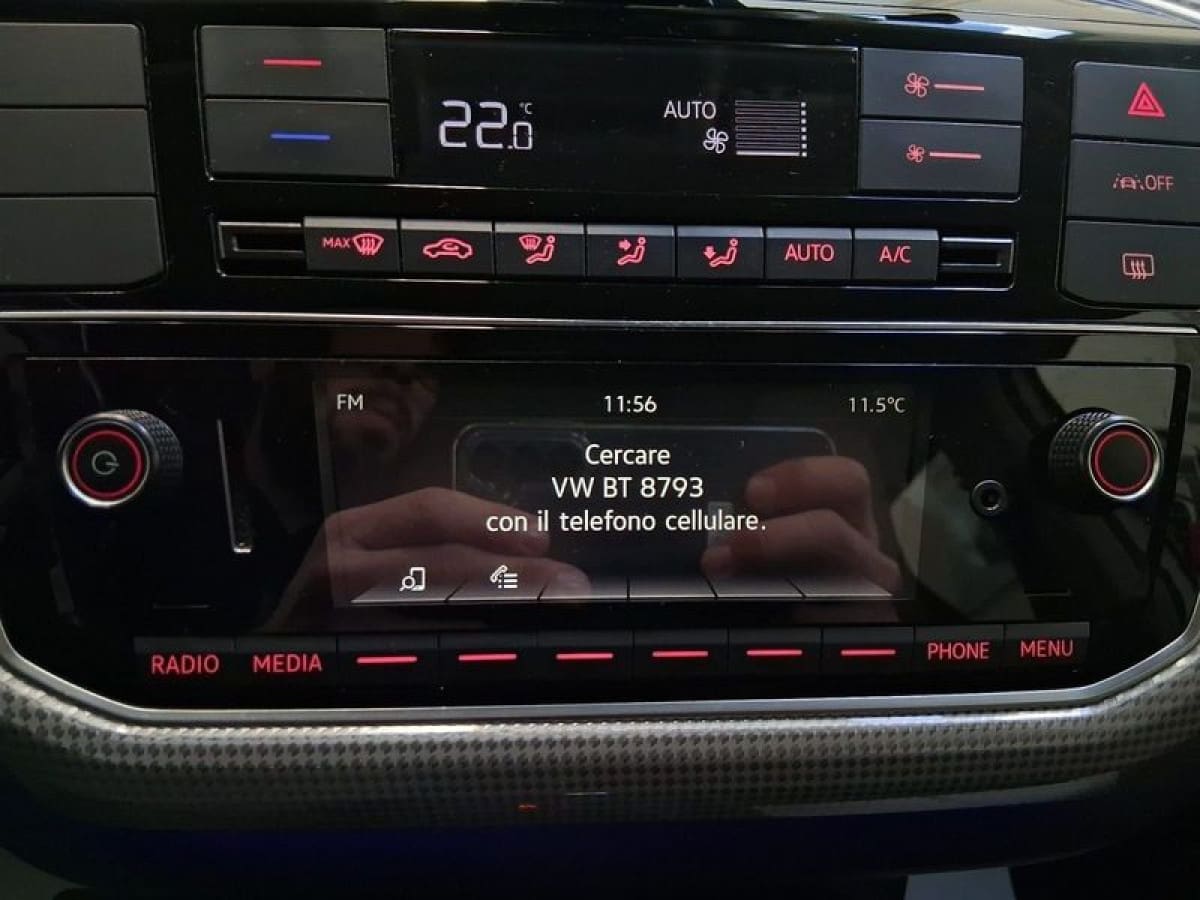 22.0 °C AUTO
OFF
MAX AUTO A/C
FM 11:56 11.5°C
Cercare
VW BT 8793
con il telefono cellulare.
RADIO MEDIA PHONE MENU